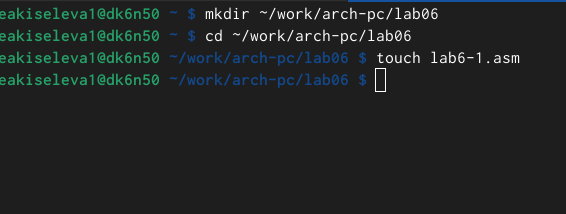 eakiseleva1@dk6n50 ~ $ mkdir ~/work/arch-pc/lab06
eakiseleva1@dk6n50 ~ $ cd ~/work/arch-pc/lab06
eakiseleva1@dk6n50 ~/work/arch-pc/lab06 $ touch lab6-1.asm
eakiseleva1@dk6n50 ~/work/arch-pc/lab06 $